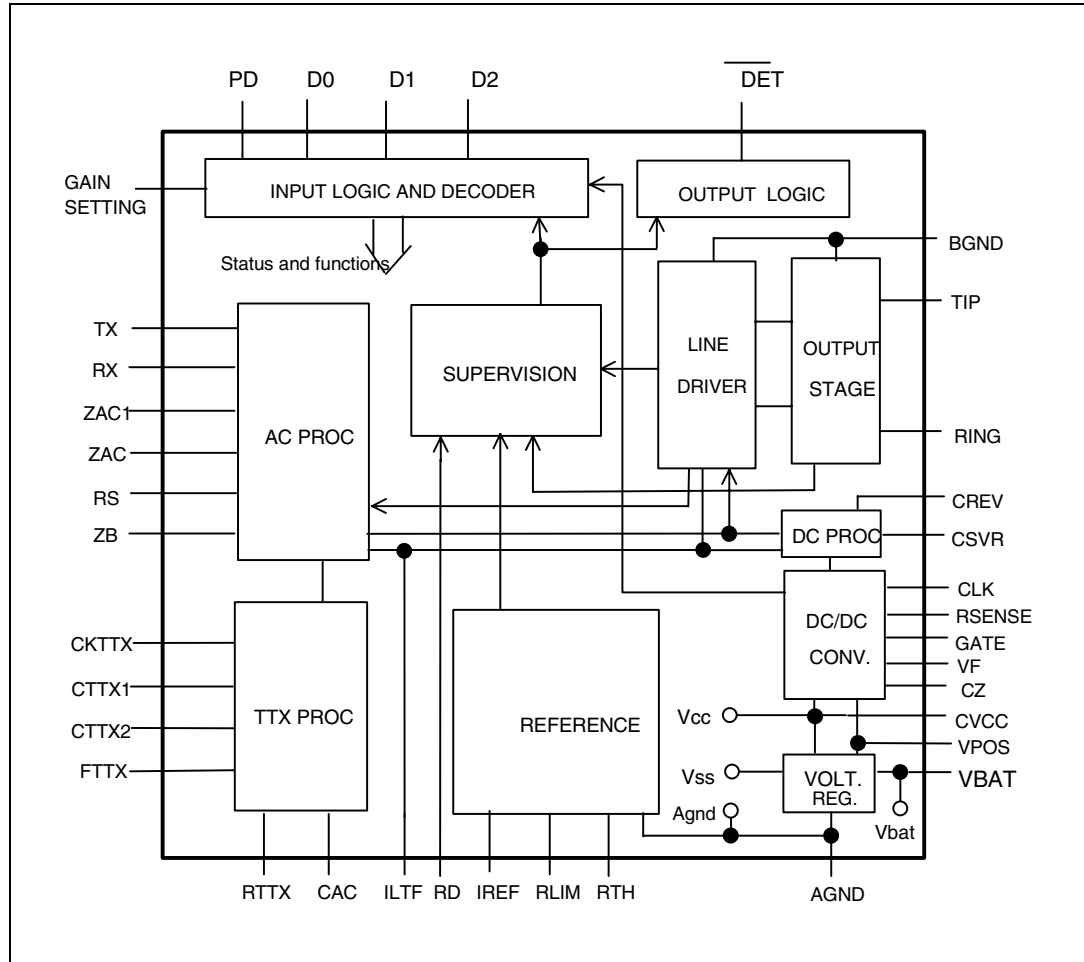 PD D0 D1 D2 DET
GAIN
SETTING
INPUT LOGIC AND DECODER
OUTPUT LOGIC
Status and functions
BGND
TX
RX
ZAC1
ZAC
RS
ZB
AC PROC
SUPERVISION
LINE
DRIVER
OUTPUT
STAGE
TIP
RING
CREV
DC PROC
CSVR
CKTTX
CTTX1
CTTX2
FTTX
TTX PROC
REFERENCE
DC/DC
CONV.
CLK
RSENSE
GATE
VF
CZ
Vcc
CVCC
VPOS
Vss
VOLT.
REG.
VBAT
Agnd
Vbat
RTTX CAC ILTF RD IREF RLIM RTH AGND